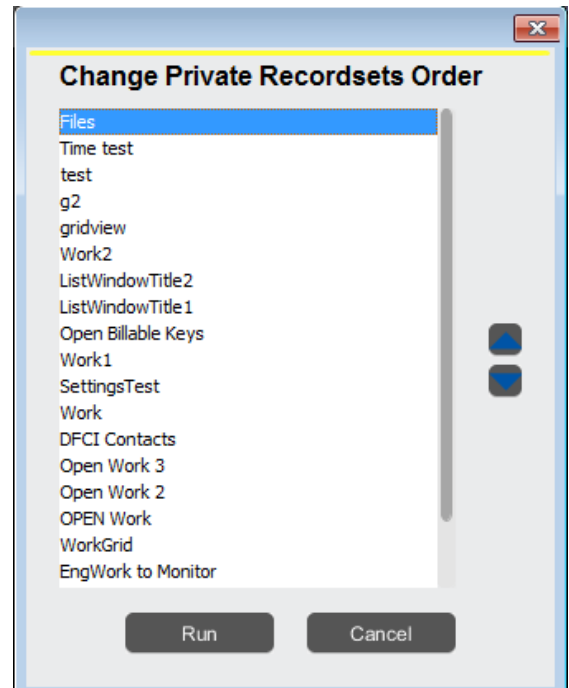 Change Private Recordsets Order
Files
Time test
test
g2
gridview
Work2
ListWindowTitle2
ListWindowTitle1
Open Billable Keys
Work1
SettingsTest
Work
DFCI Contacts
Open Work 3
Open Work 2
OPEN Work
WorkGrid
EngWork to Monitor
Run Cancel